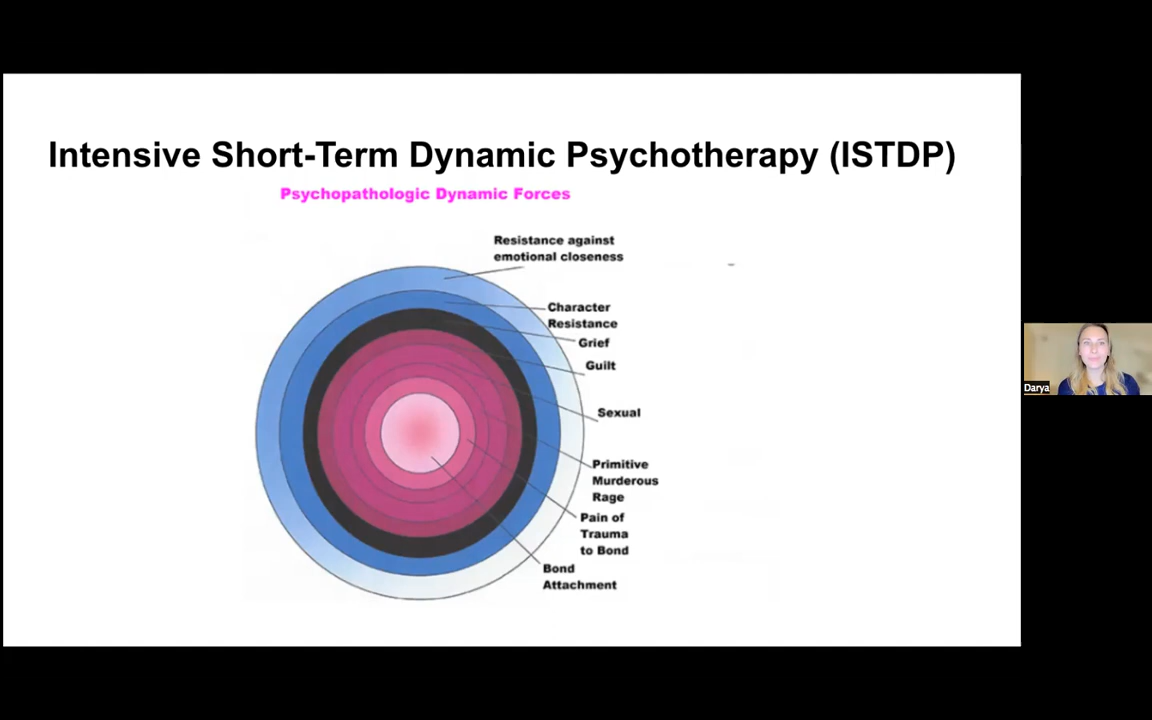 Intensive Short-Term Dynamic Psychotherapy (ISTDP)
Psychopathologic Dynamic Forces
Resistance against
emotional closeness
Character
Resistance
Grief
Guilt
Sexual
Primitive
Murderous
Rage
Pain of
Trauma
to Bond
Bond
Attachment
Darya